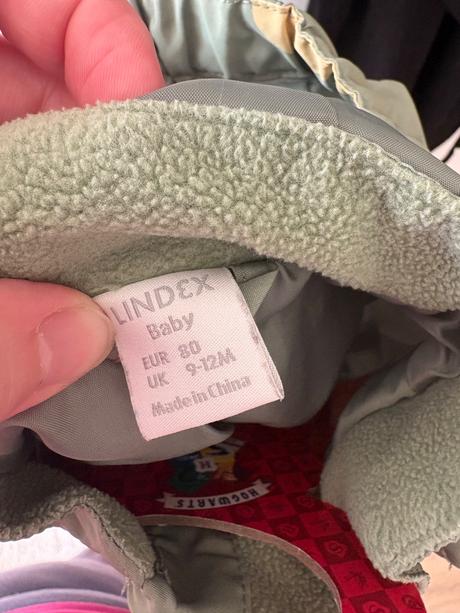 LINDEX
Baby
EUR 80
UK 9-12M
Made in China
H
HOGWARTS